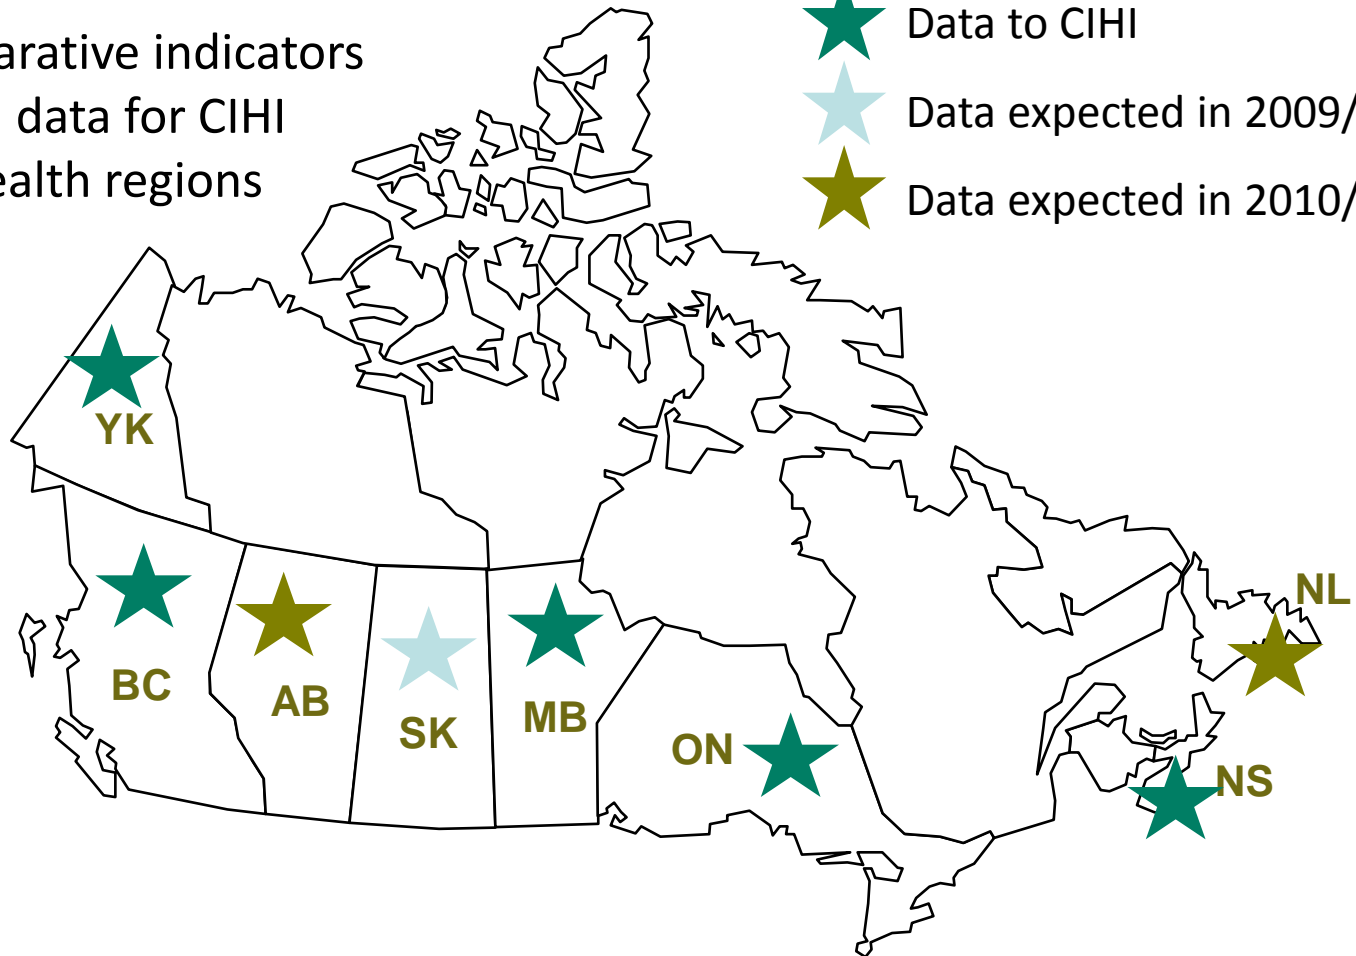 arative indicators
data for CIHI
ealth regions
Data to CIHI
Data expected in 2009/
Data expected in 2010/
YK
BC
AB
SK
MB
ON
NL
NS